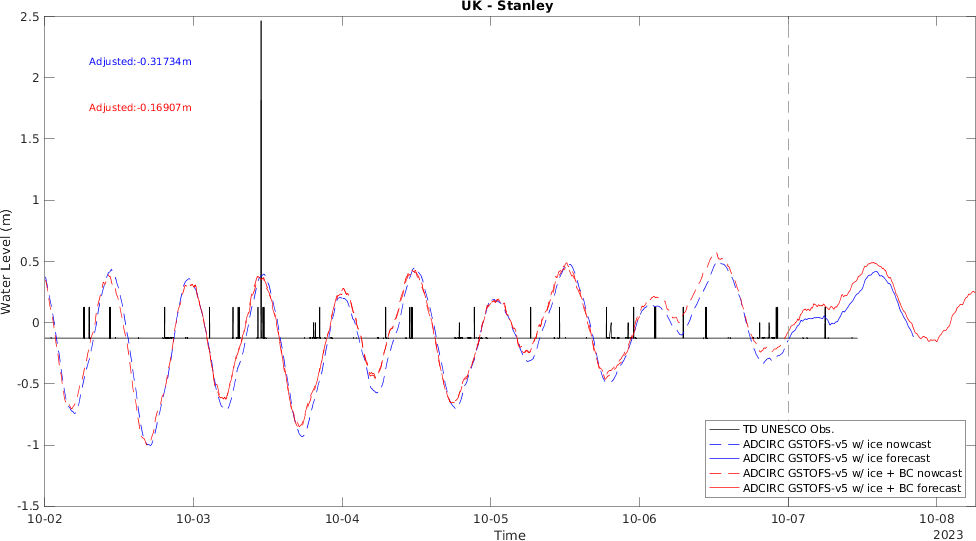 UK - Stanley
2.5
2
1.5
1
0.5
0
-0.5
-1
-1.5
Water Level (m)
Adjusted:-0.31734m
Adjusted:-0.16907m
TD UNESCO Obs.
ADCIRC GSTOFS-v5 w/ ice nowcast
ADCIRC GSTOFS-v5 w/ ice forecast
ADCIRC GSTOFS-v5 w/ ice + BC nowcast
ADCIRC GSTOFS-v5 w/ ice + BC forecast
10-02 10-03 10-04 10-05 10-06 10-07 10-08
Time
2023